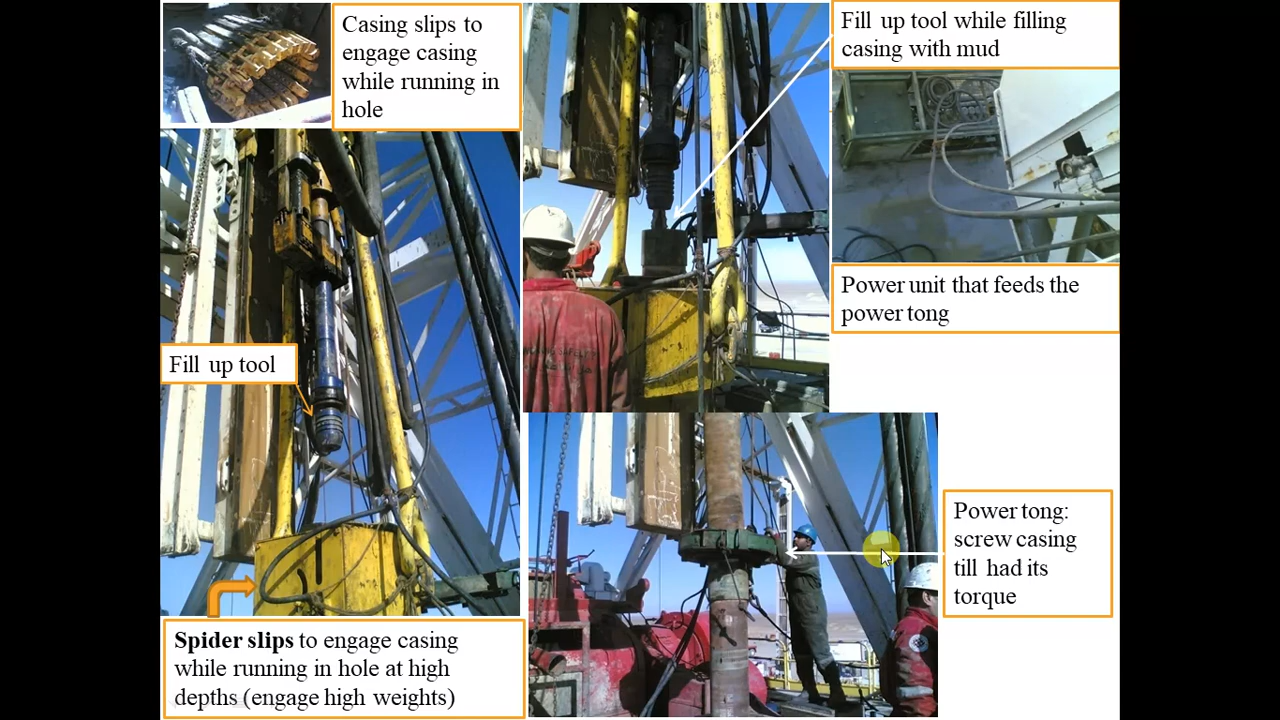 Casing slips to
engage casing
while running in
hole
Fill up tool while filling
casing with mud
Power unit that feeds the
power tong
Fill up tool
Power tong:
screw casing
till had its
torque
Spider slips to engage casing
while running in hole at high
depths (engage high weights)